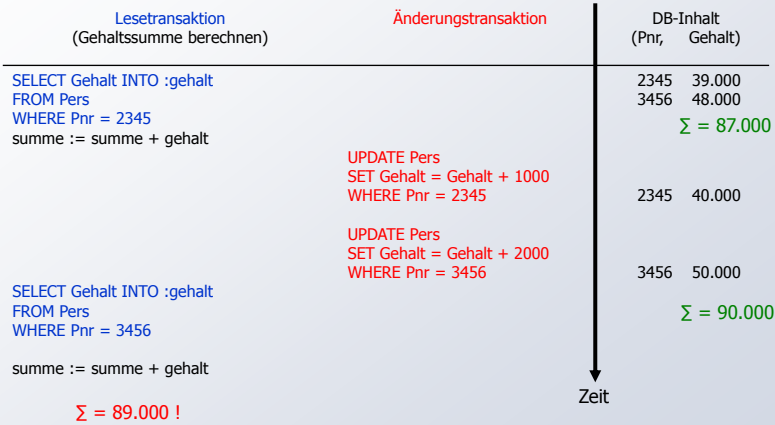 Lesetransaktion Änderungstransaktion DB-Inhalt
(Gehaltssumme berechnen) (Pnr, Gehalt)
SELECT Gehalt INTO :gehalt 2345 39.000
FROM Pers 3456 48.000
WHERE Pnr = 2345
∑ = 87.000
summe := summe + gehalt
UPDATE Pers
SET Gehalt = Gehalt + 1000
WHERE Pnr = 2345 2345 40.000
UPDATE Pers
SET Gehalt = Gehalt + 2000
WHERE Pnr = 3456 3456 50.000
SELECT Gehalt INTO :gehalt
FROM Pers ∑ = 90.000
WHERE Pnr = 3456
summe := summe + gehalt
Zeit
∑ = 89.000 !